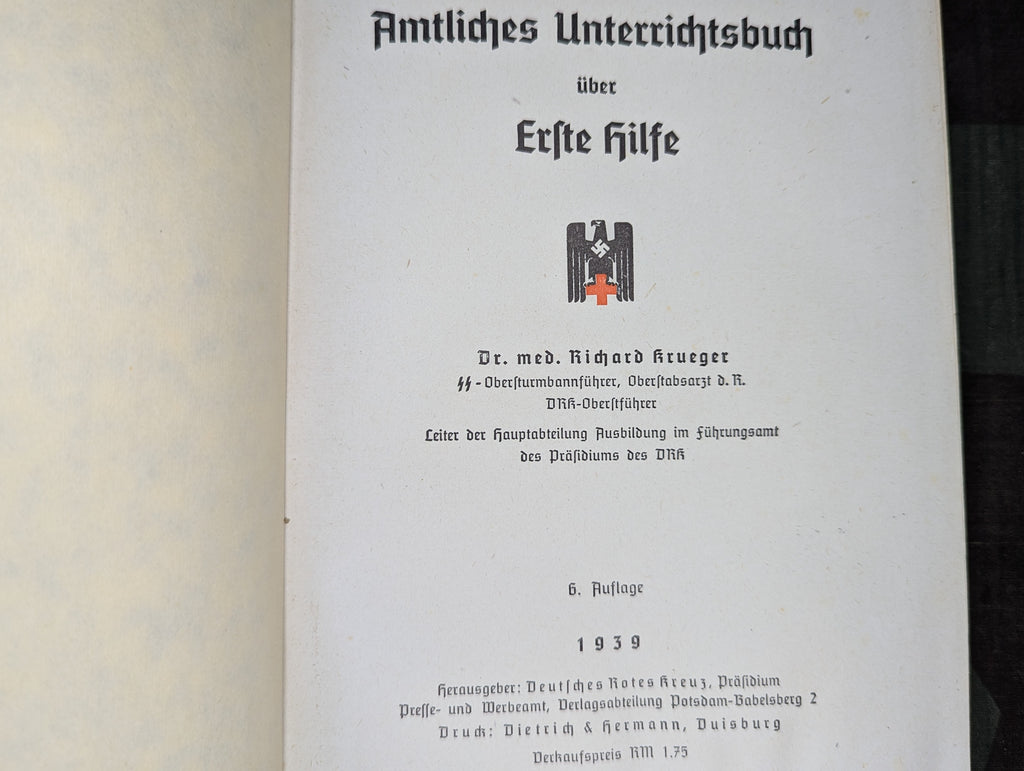 Amtliches Unterrichtsbuch
über
Erſte Hilfe
Dr. med. Richard Krueger
ϟϟ-Oberſturmbannführer, Oberſtabsarzt d. R.
DRK-Oberſtführer
Leiter der Hauptabteilung Ausbildung im Führungsamt
des Präſidiums des DRK
6. Auflage
1939
Herausgeber: Deutſches Rotes Kreuz, Präſidium
Preſſe- und Werbeamt, Verlagsabteilung Potsdam-Babelsberg 2
Druck: Dietrich & Hermann, Duisburg
Verkaufspreis RM 1.75